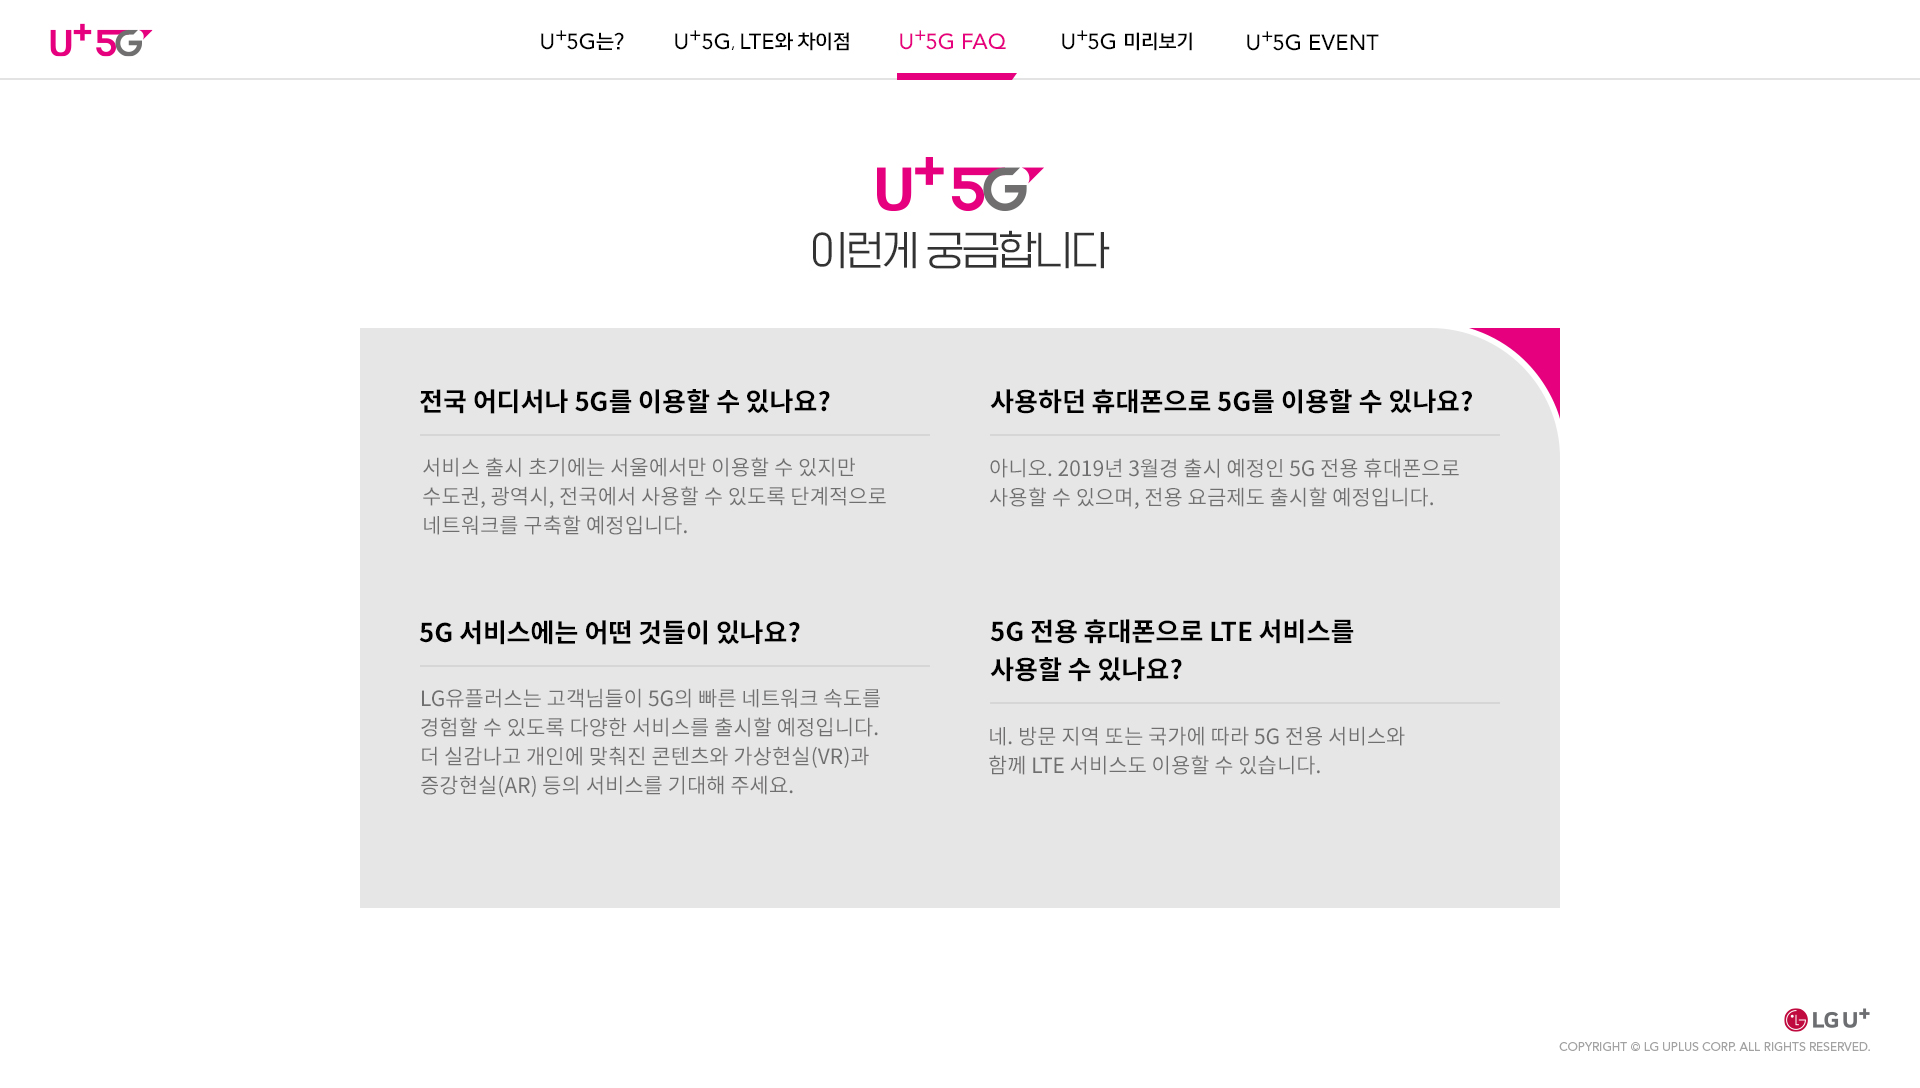 U+5G
U+5G는?
U+5G, LTE와 차이점
U+5G FAQ
U+5G 미리보기
U+5G EVENT
U+5G
이런게 궁금합니다
전국 어디서나 5G를 이용할 수 있나요?
서비스 출시 초기에는 서울에서만 이용할 수 있지만
수도권, 광역시, 전국에서 사용할 수 있도록 단계적으로
네트워크를 구축할 예정입니다.
사용하던 휴대폰으로 5G를 이용할 수 있나요?
아니오. 2019년 3월경 출시 예정인 5G 전용 휴대폰으로
사용할 수 있으며, 전용 요금제도 출시할 예정입니다.
5G 서비스에는 어떤 것들이 있나요?
LG유플러스는 고객님들이 5G의 빠른 네트워크 속도를
경험할 수 있도록 다양한 서비스를 출시할 예정입니다.
더 실감나고 개인에 맞춰진 콘텐츠와 가상현실(VR)과
증강현실(AR) 등의 서비스를 기대해 주세요.
5G 전용 휴대폰으로 LTE 서비스를
사용할 수 있나요?
네. 방문 지역 또는 국가에 따라 5G 전용 서비스와
함께 LTE 서비스도 이용할 수 있습니다.
LG U+
COPYRIGHT © LG UPLUS CORP. ALL RIGHTS RESERVED.